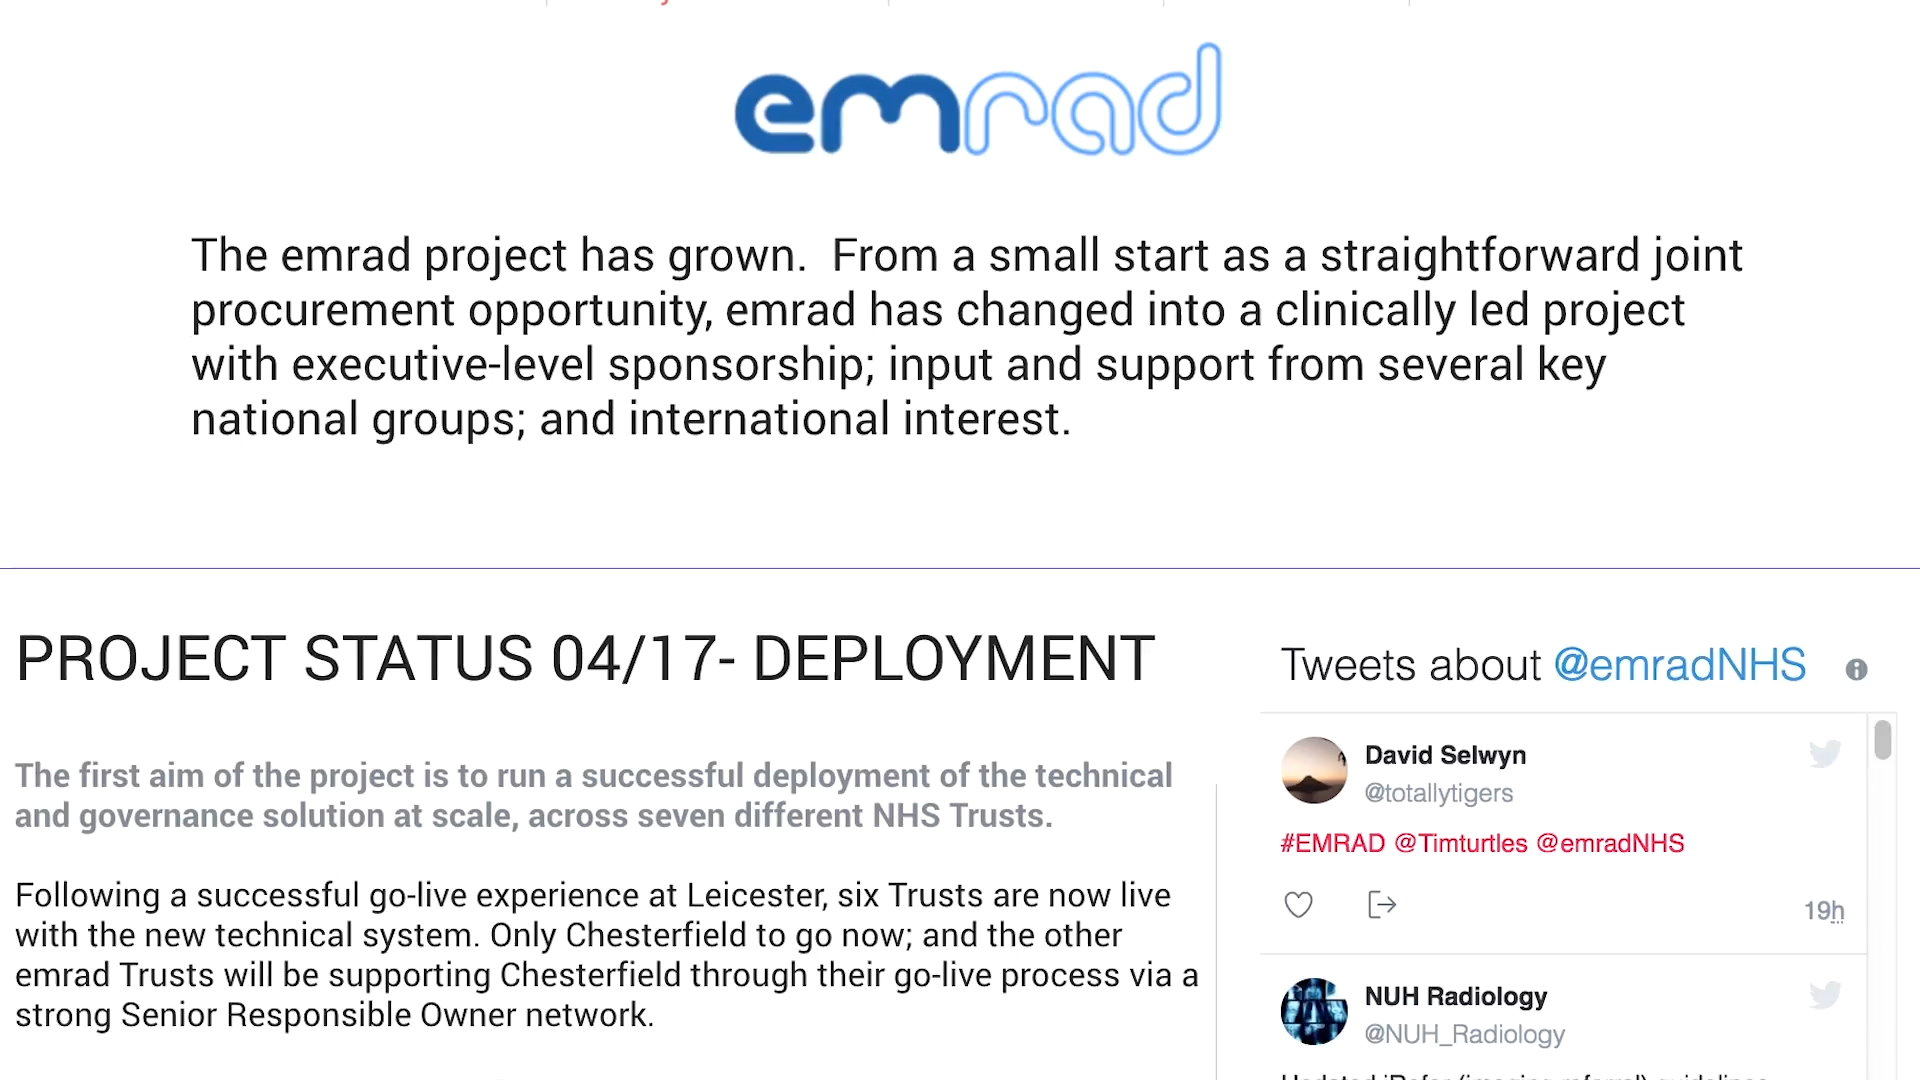 emrad
The emrad project has grown.  From a small start as a straightforward joint
procurement opportunity, emrad has changed into a clinically led project
with executive-level sponsorship; input and support from several key
national groups; and international interest.
PROJECT STATUS 04/17- DEPLOYMENT
The first aim of the project is to run a successful deployment of the technical
and governance solution at scale, across seven different NHS Trusts.
Following a successful go-live experience at Leicester, six Trusts are now live
with the new technical system. Only Chesterfield to go now; and the other
emrad Trusts will be supporting Chesterfield through their go-live process via a
strong Senior Responsible Owner network.
Tweets about @emradNHS
David Selwyn
@totallytigers
#EMRAD @Timturtles @emradNHS
19h
NUH Radiology
@NUH_Radiology
Updated iRefer (imaging referral) guidelines